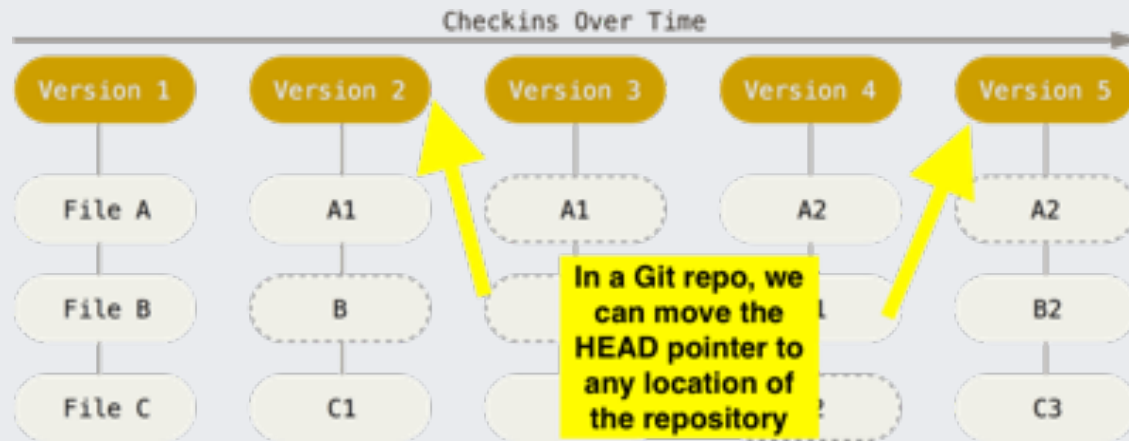 Checkins Over Time
Version 1 Version 2 Version 3 Version 4 Version 5
File A A1 A1 A2 A2
In a Git repo, we
can move the
HEAD pointer to
any location of
the repository
File B B B2
File C C1 C3